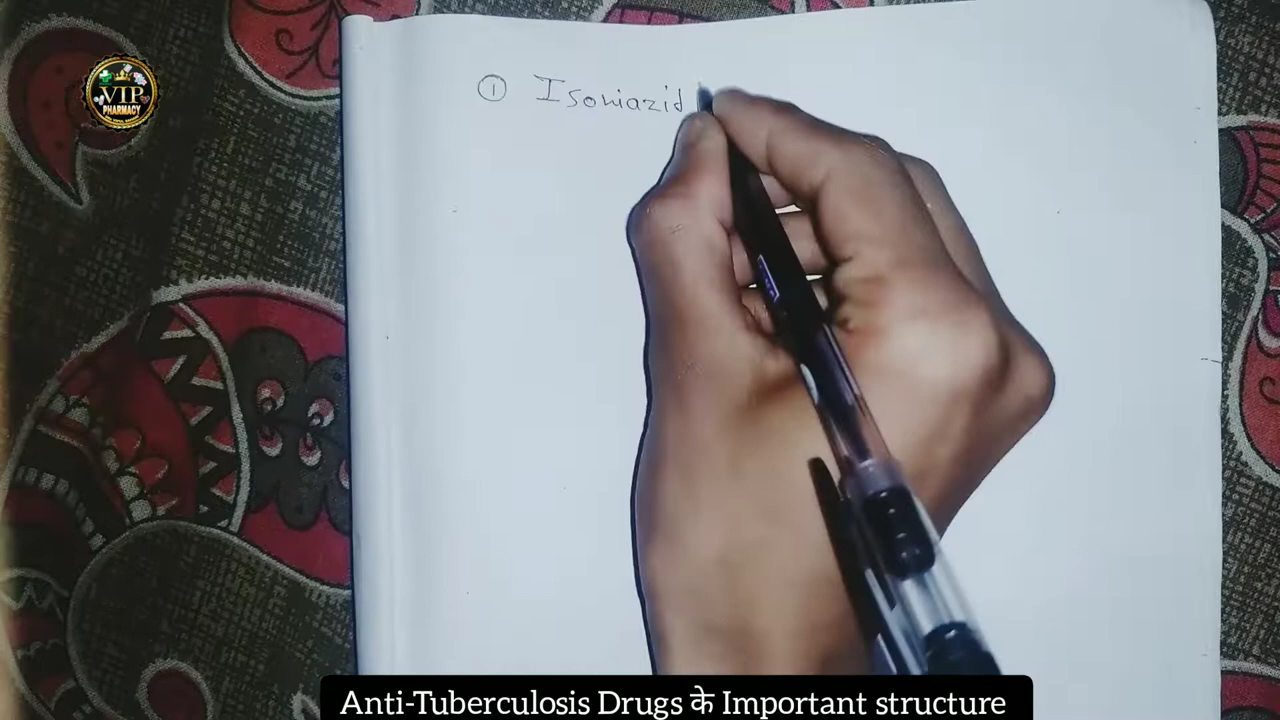 VIP
PHARMACY
① Isoniazid
Anti-Tuberculosis Drugs के Important structure